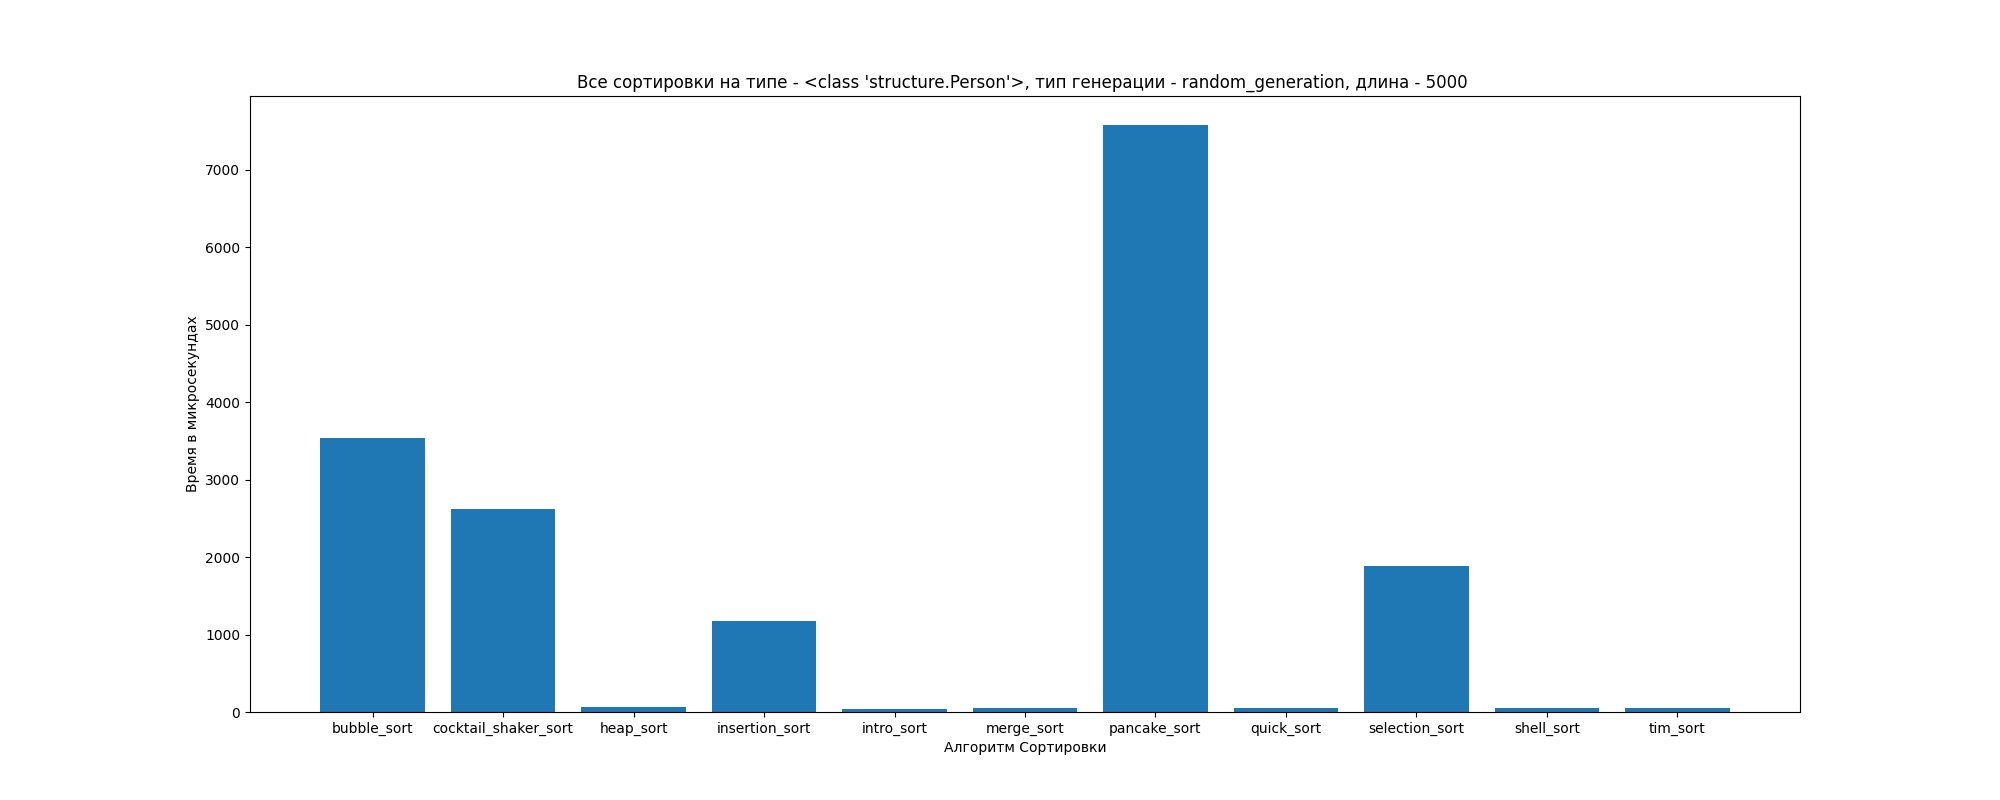 Все сортировки на типе - <class 'structure.Person'>, тип генерации - random_generation, длина - 5000
Время в микросекундах
7000
6000
5000
4000
3000
2000
1000
0
bubble_sort cocktail_shaker_sort heap_sort insertion_sort intro_sort merge_sort pancake_sort quick_sort selection_sort shell_sort tim_sort
Алгоритм Сортировки